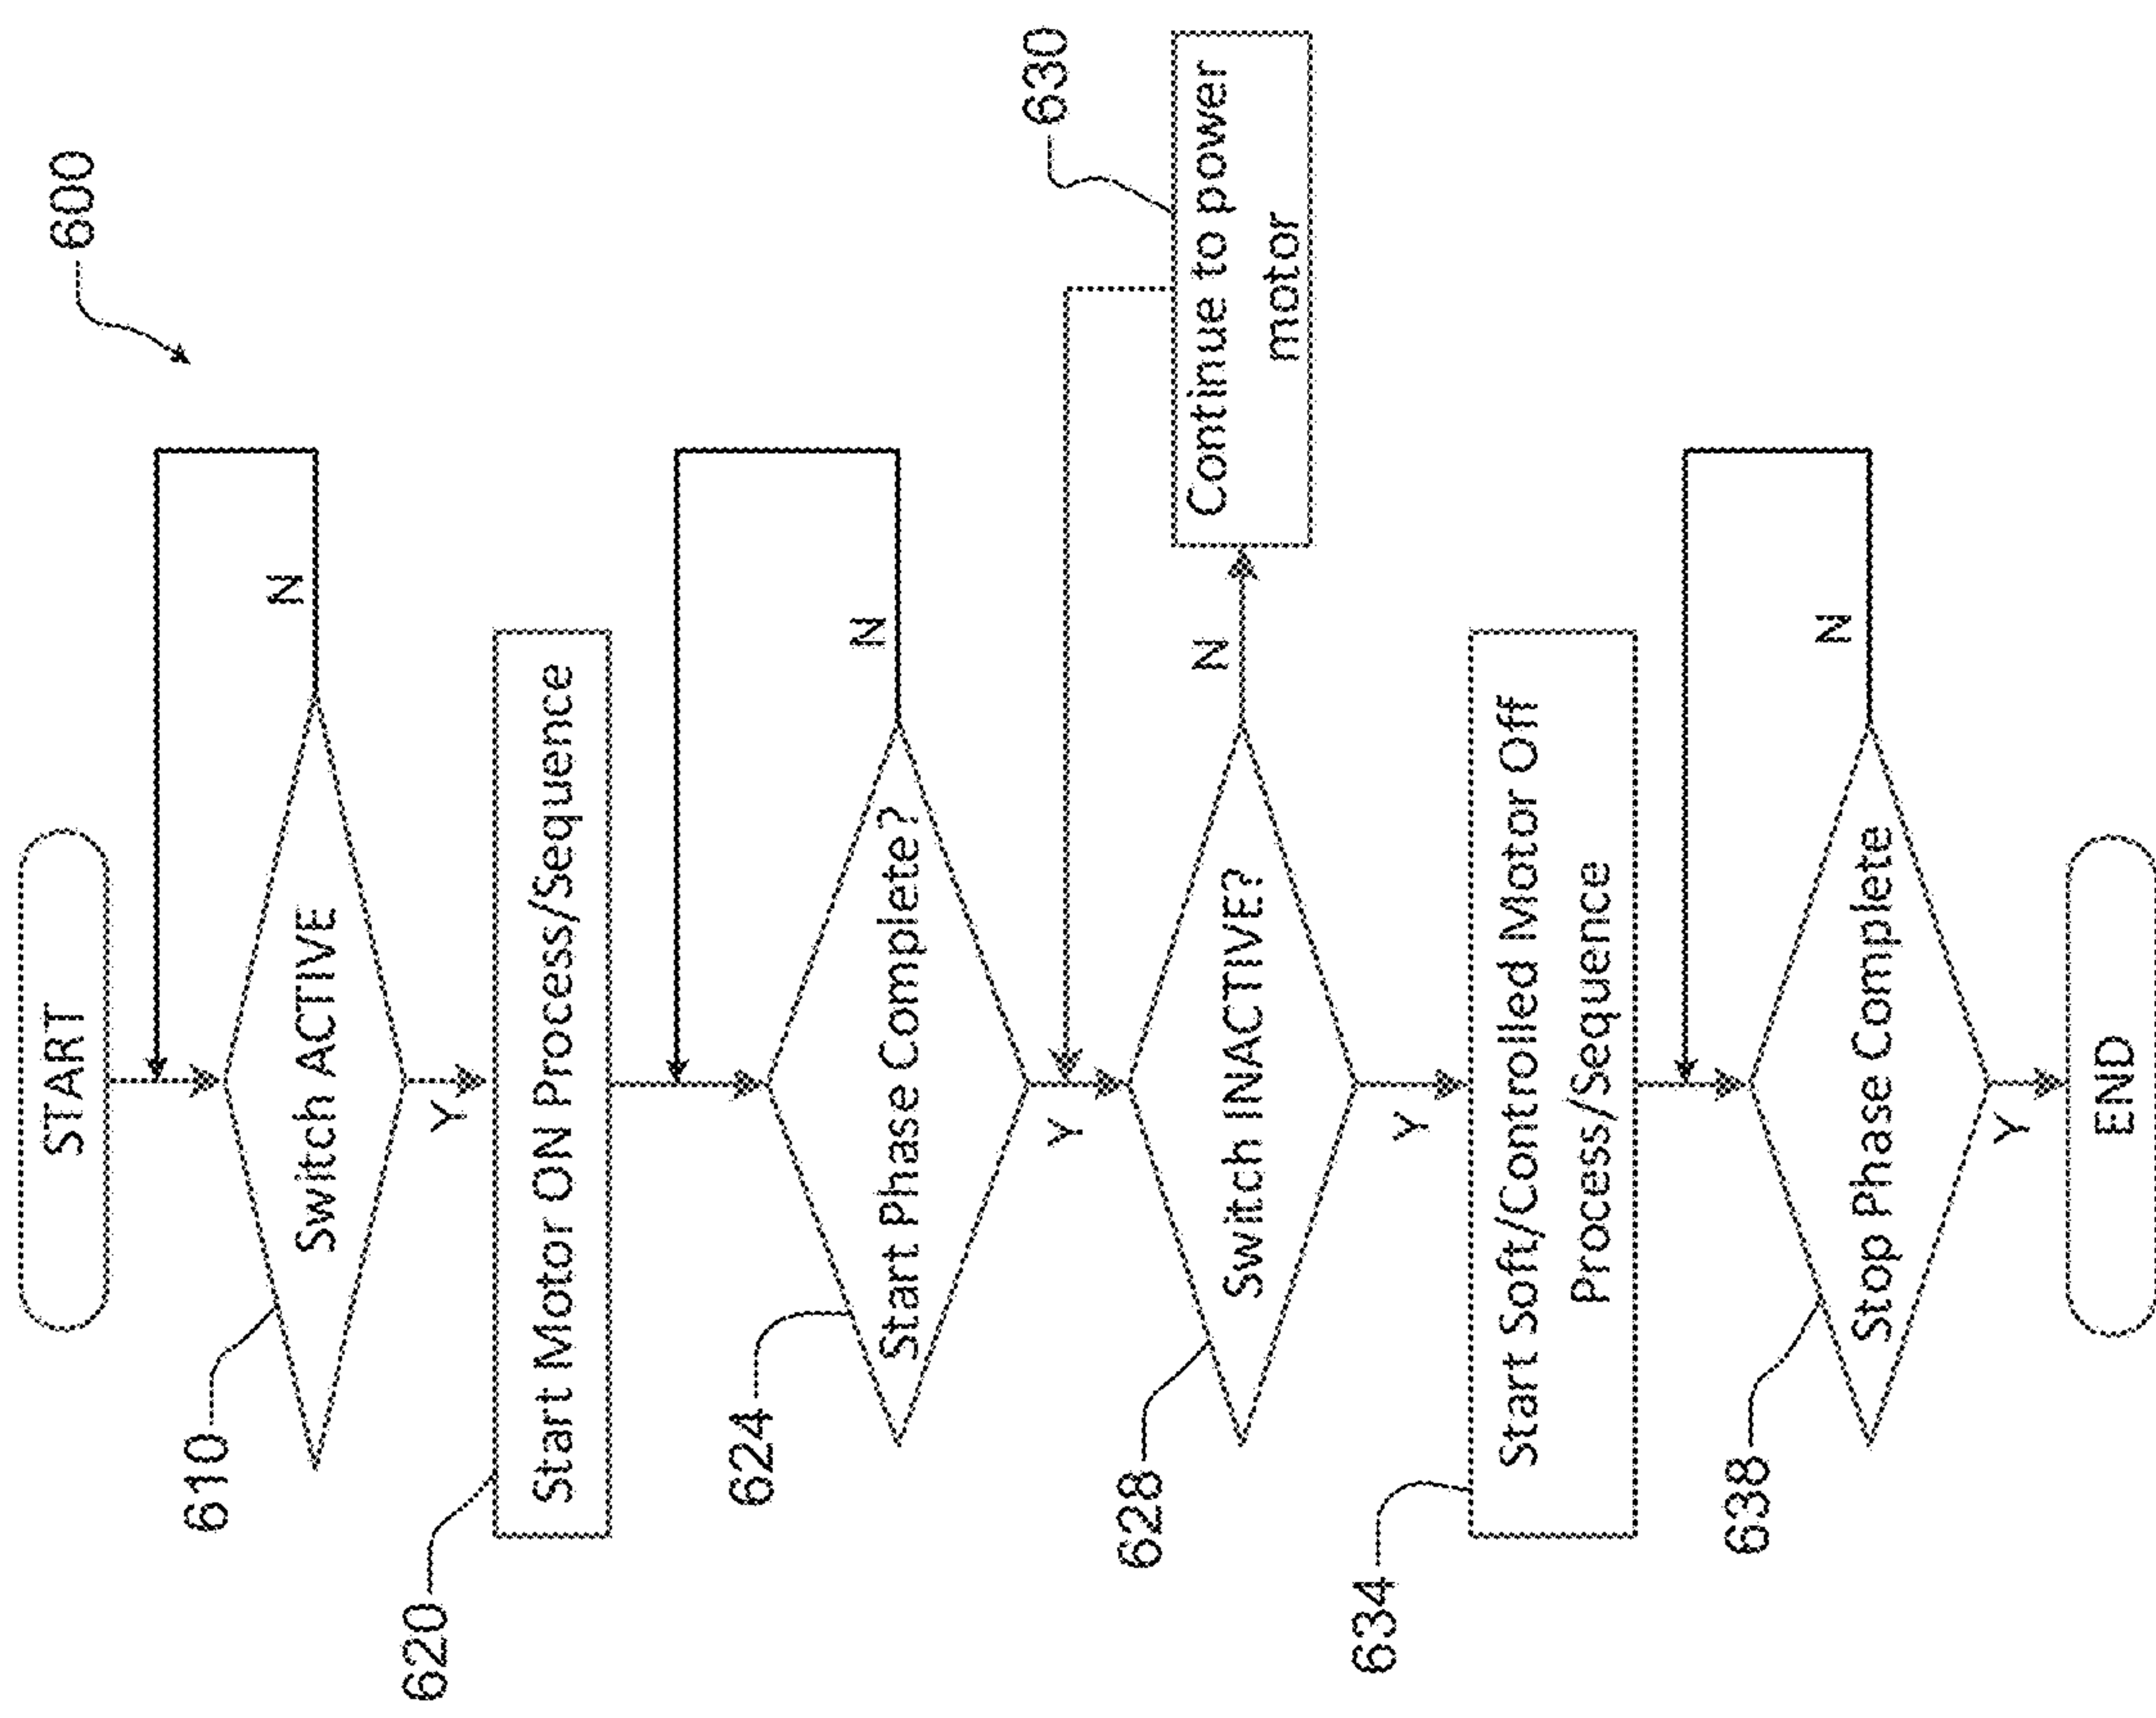 600
START
610
Switch ACTIVE
N
Y
620
Start Motor ON Process/Sequence
624
Start Phase Complete?
N
Y
628
Switch INACTIVE?
N
630
Continue to power
motor
Y
634
Start Soft/Controlled Motor Off
Process/Sequence
638
Stop Phase Complete
N
Y
END